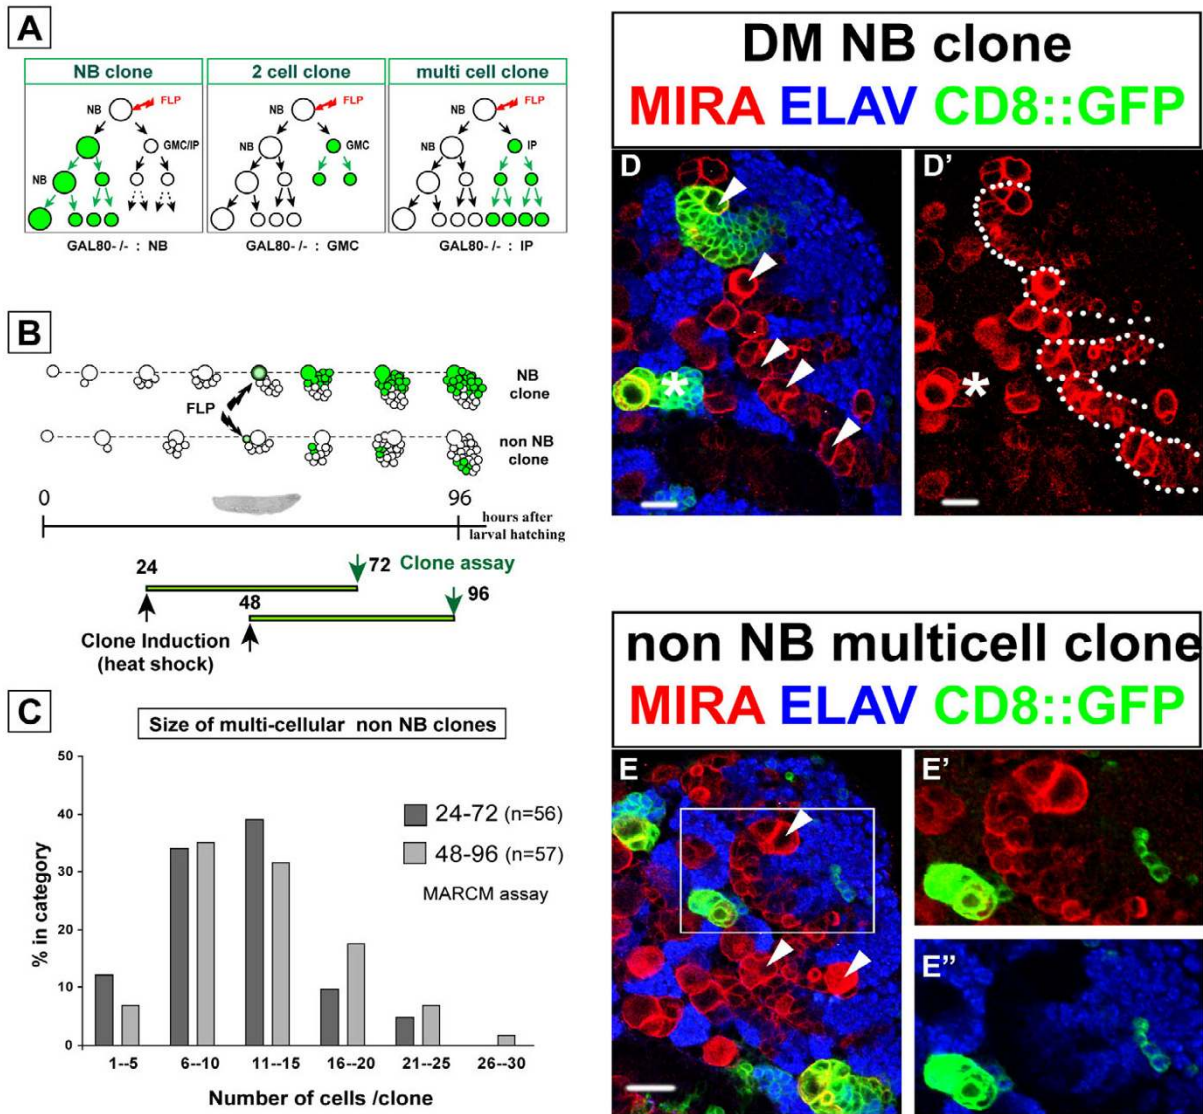 A
NB clone
2 cell clone
multi cell clone
NB
FLP
GMC/IP
NB
GAL80-/- : NB
NB
FLP
NB
GMC
GAL80-/- : GMC
NB
FLP
NB
IP
GAL80-/- : IP
B
NB
clone
FLP
non NB
clone
0
96
hours after
larval hatching
24
72
Clone assay
48
96
Clone Induction
(heat shock)
C
Size of multi-cellular non NB clones
% in category
50
40
30
20
10
0
24-72 (n=56)
48-96 (n=57)
MARCM assay
1--5
6--10
11--15
16--20
21--25
26--30
Number of cells /clone
DM NB clone
MIRA ELAV CD8::GFP
D
*
D'
*
non NB multicell clone
MIRA ELAV CD8::GFP
E
E'
E"